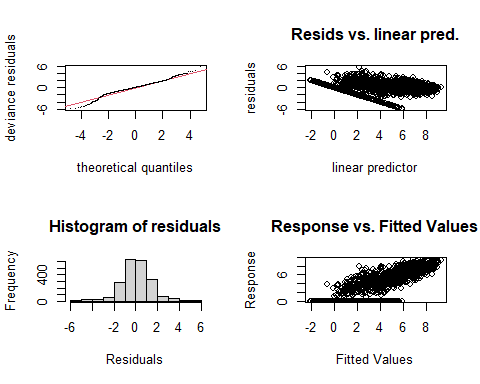 deviance residuals
-6 0 4 6
-4 -2 0 2 4
theoretical quantiles
Resids vs. linear pred.
residuals
-6 0 6
-2 0 2 4 6 8
linear predictor
Histogram of residuals
Frequency
0 400
-6 -2 0 2 4 6
Residuals
Response vs. Fitted Values
Response
0 6
-2 0 2 4 6 8
Fitted Values